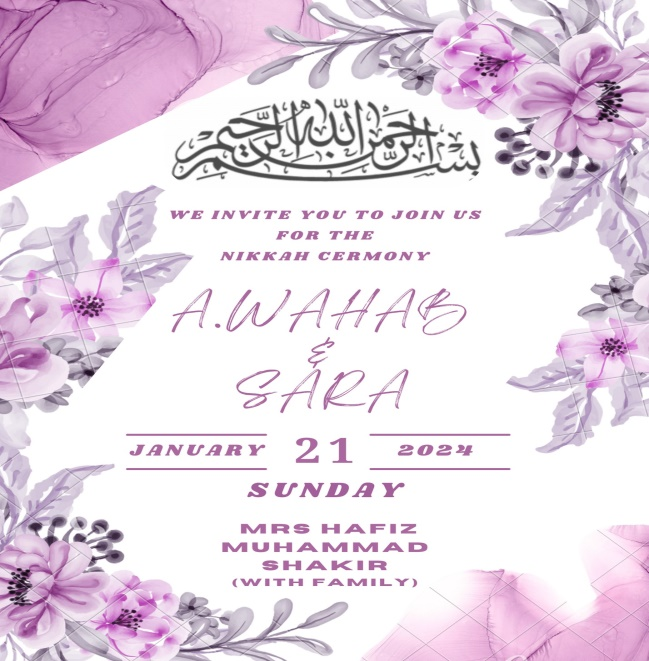 بسم الله الرحمن الرحيم
WE INVITE YOU TO JOIN US
FOR THE
NIKKAH CERMONY
A.WAHAB
&
SARA
JANUARY 21 2024
SUNDAY
MRS HAFIZ
MUHAMMAD
SHAKIR
(WITH FAMILY)